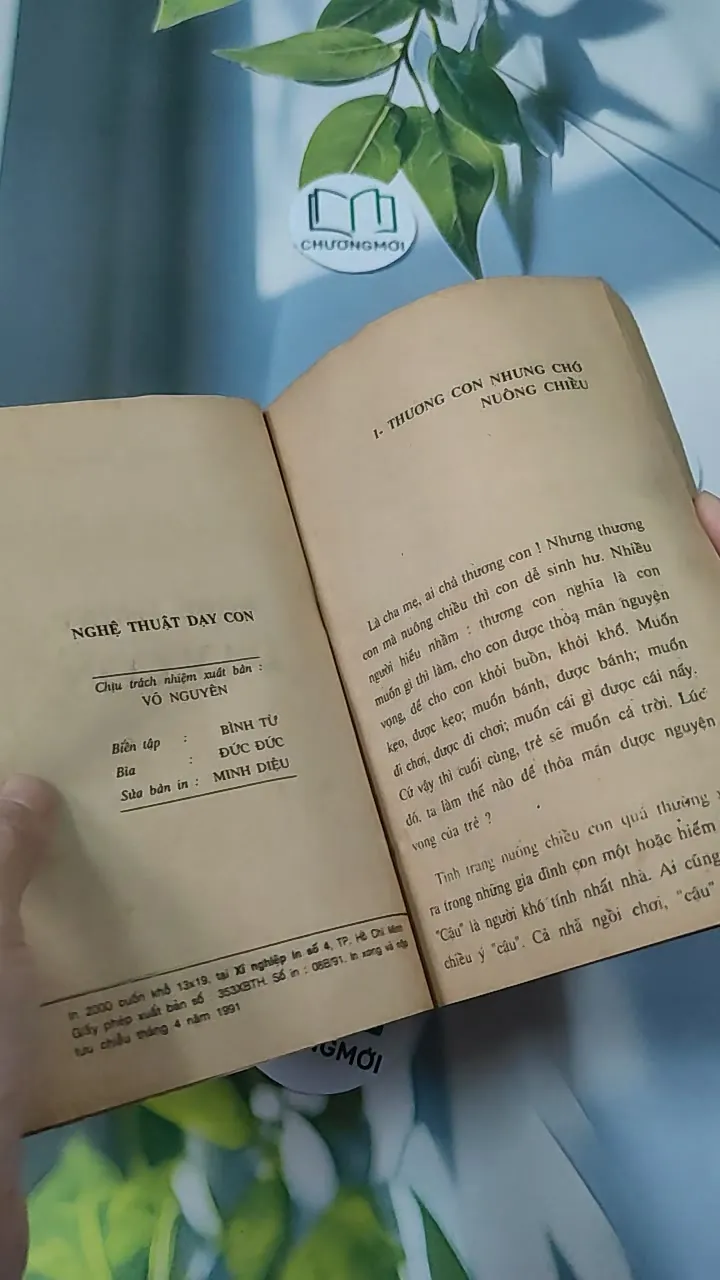 CHƯƠNGMỚI
NGHỆ THUẬT DẠY CON
Chịu trách nhiệm xuất bản :
VÕ NGUYÊN
Biên tập : BÌNH TỪ
Bìa : ĐỨC ĐỨC
Sửa bản in : MINH DIỆU
In 2000 cuốn khổ 13x19, tại Xí nghiệp In số 4, TP. Hồ Chí Minh
Giấy phép xuất bản số 353XBTH. Số in : 08B/91. In xong và nộp
lưu chiểu tháng 4 năm 1991
1- THƯƠNG CON NHƯNG CHỚ
NUÔNG CHIỀU
Là cha mẹ, ai chả thương con ! Nhưng thương
con mà nuông chiều thì con dễ sinh hư. Nhiều
người hiểu nhầm : thương con nghĩa là con
muốn gì thì làm, cho con được thỏa mãn nguyện
vọng, để cho con khỏi buồn, khỏi khổ. Muốn
kẹo, được kẹo; muốn bánh, được bánh; muốn
đi chơi, được đi chơi; muốn cái gì được cái nấy.
Cứ vậy thì cuối cùng, trẻ sẽ muốn cả trời. Lúc
đó, ta làm thế nào để thỏa mãn được nguyện
vọng của trẻ ?
Tình trạng nuông chiều con quá thường
ra trong những gia đình con một hoặc hiếm
"Cậu" là người khó tính nhất nhà. Ai cũng
chiều ý "cậu". Cả nhà ngồi chơi, "cậu"
ƯƠNGMỚI